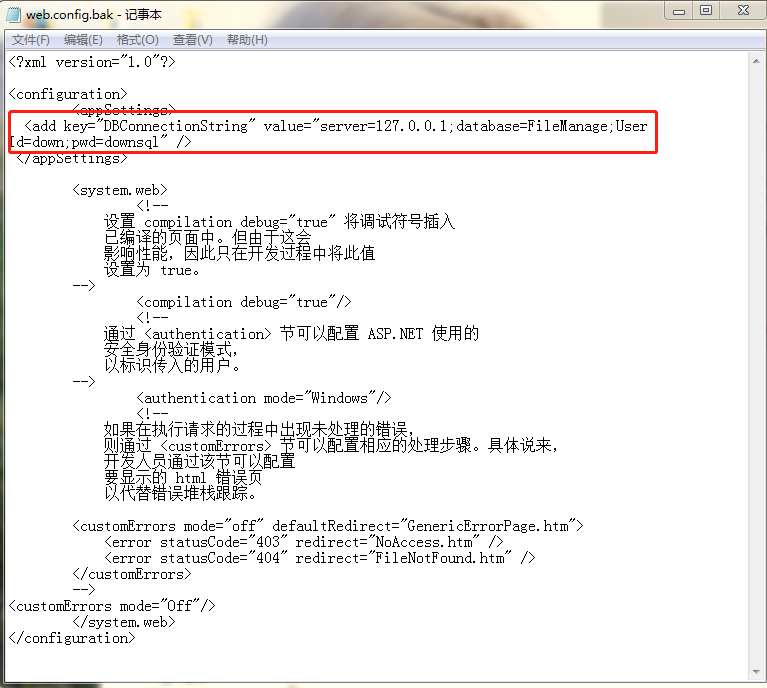 web.config.bak - 记事本
文件(F) 编辑(E) 格式(O) 查看(V) 帮助(H)
<?xml version="1.0"?>
<configuration>
<appSettings>
<add key="DBConnectionString" value="server=127.0.0.1;database=FileManage;User
Id=down;pwd=downsql" />
</appSettings>
<system.web>
<!--
设置 compilation debug="true" 将调试符号插入
已编译的页面中。但由于这会
影响性能，因此只在开发过程中将此值
设置为 true。
-->
<compilation debug="true"/>
<!--
通过 <authentication> 节可以配置 ASP.NET 使用的
安全身份验证模式，
以标识传入的用户。
-->
<authentication mode="Windows"/>
<!--
如果在执行请求的过程中出现未处理的错误，
则通过 <customErrors> 节可以配置相应的处理步骤。具体说来，
开发人员通过该节可以配置
要显示的 html 错误页
以代替错误堆栈跟踪。
<customErrors mode="off" defaultRedirect="GenericErrorPage.htm">
<error statusCode="403" redirect="NoAccess.htm" />
<error statusCode="404" redirect="FileNotFound.htm" />
</customErrors>
-->
<customErrors mode="Off"/>
</system.web>
</configuration>